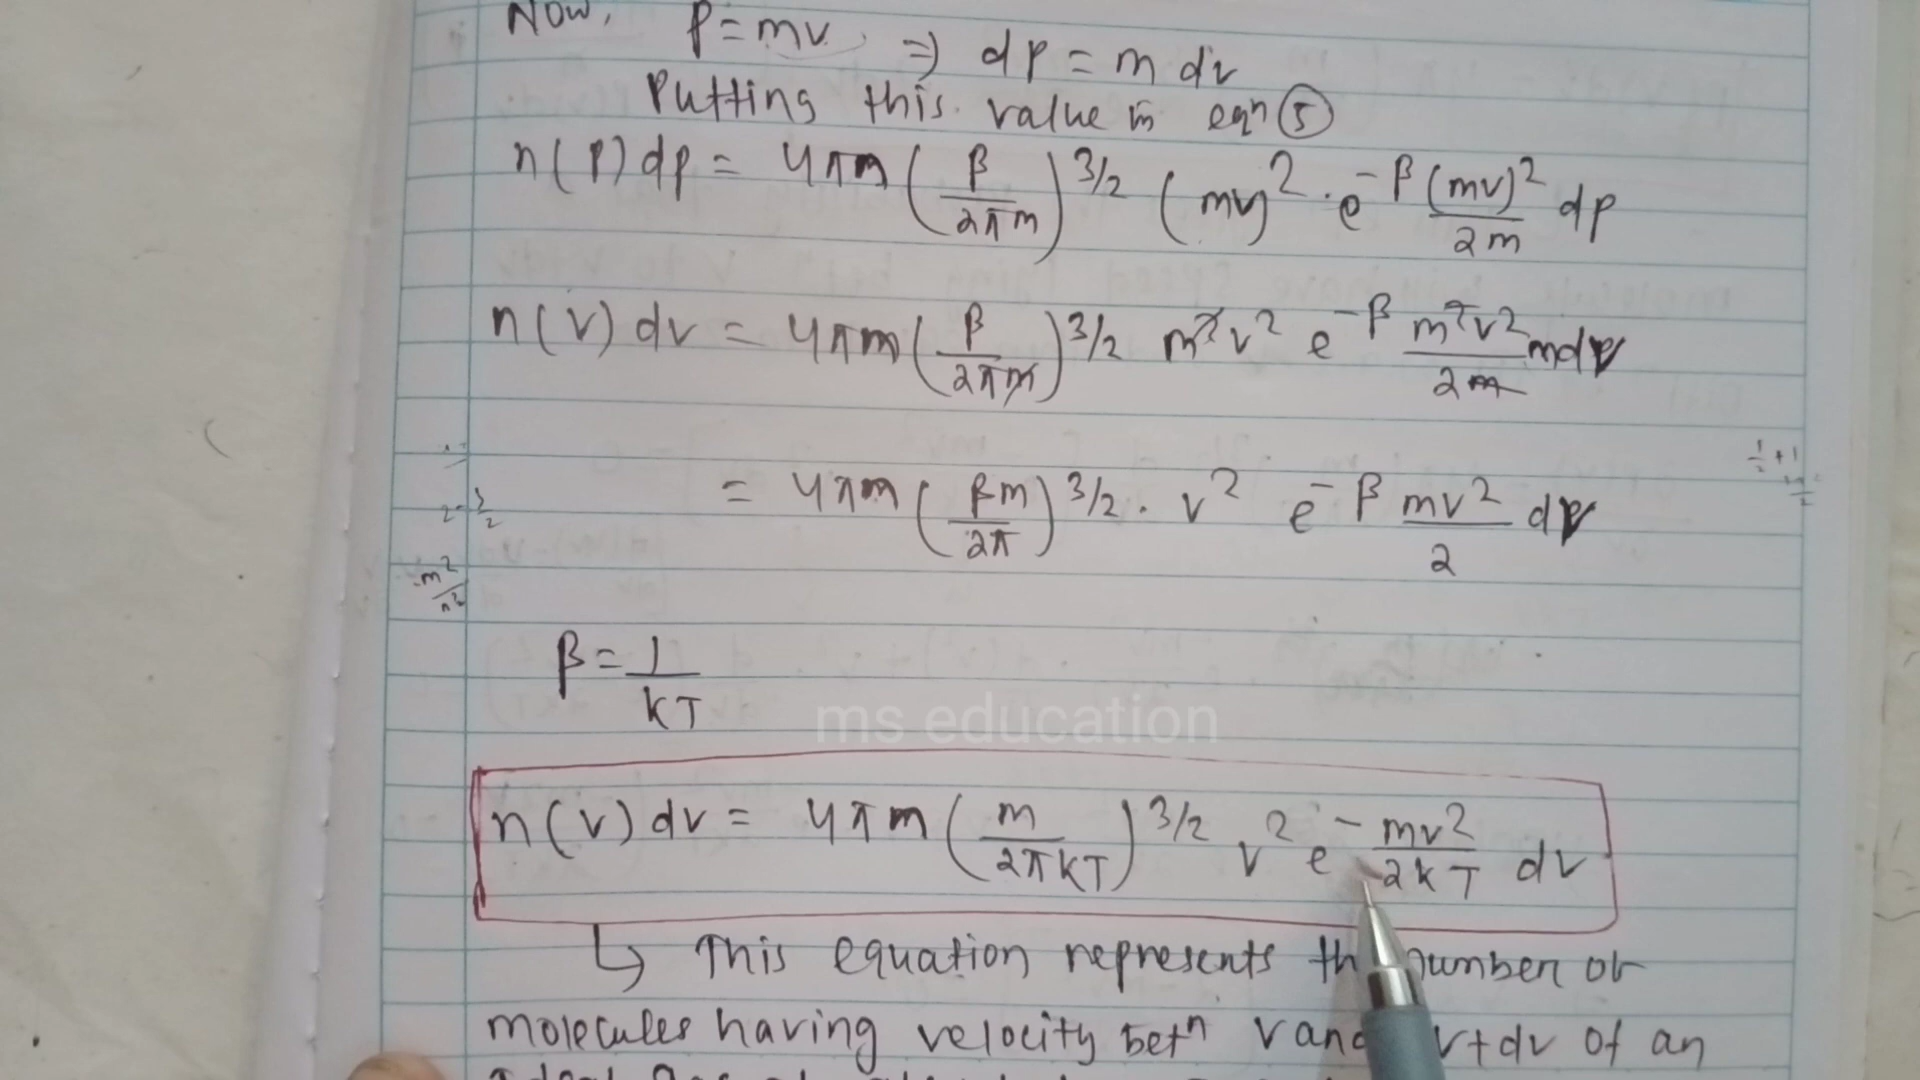 Now, P=mv, ⇒ dp = m dv
Putting this value in eqn ⑤
n(p)dp = 4πm (β/2πm)^3/2 (mv)^2 · e^-β (mv)^2/2m dp
n(v) dv = 4πm (β/2πm)^3/2 m^2v^2 e^-β m^2v^2/2m mdv
= 4πm (βm/2π)^3/2 · v^2 e^-β mv^2/2 dv
m^2
β = 1/kT
ms education
n(v) dv = 4πm (m/2πkT)^3/2 v^2 e^- mv^2/2kT dv
↳ This equation represents number of
molecules having velocity betn v and v+dv of an